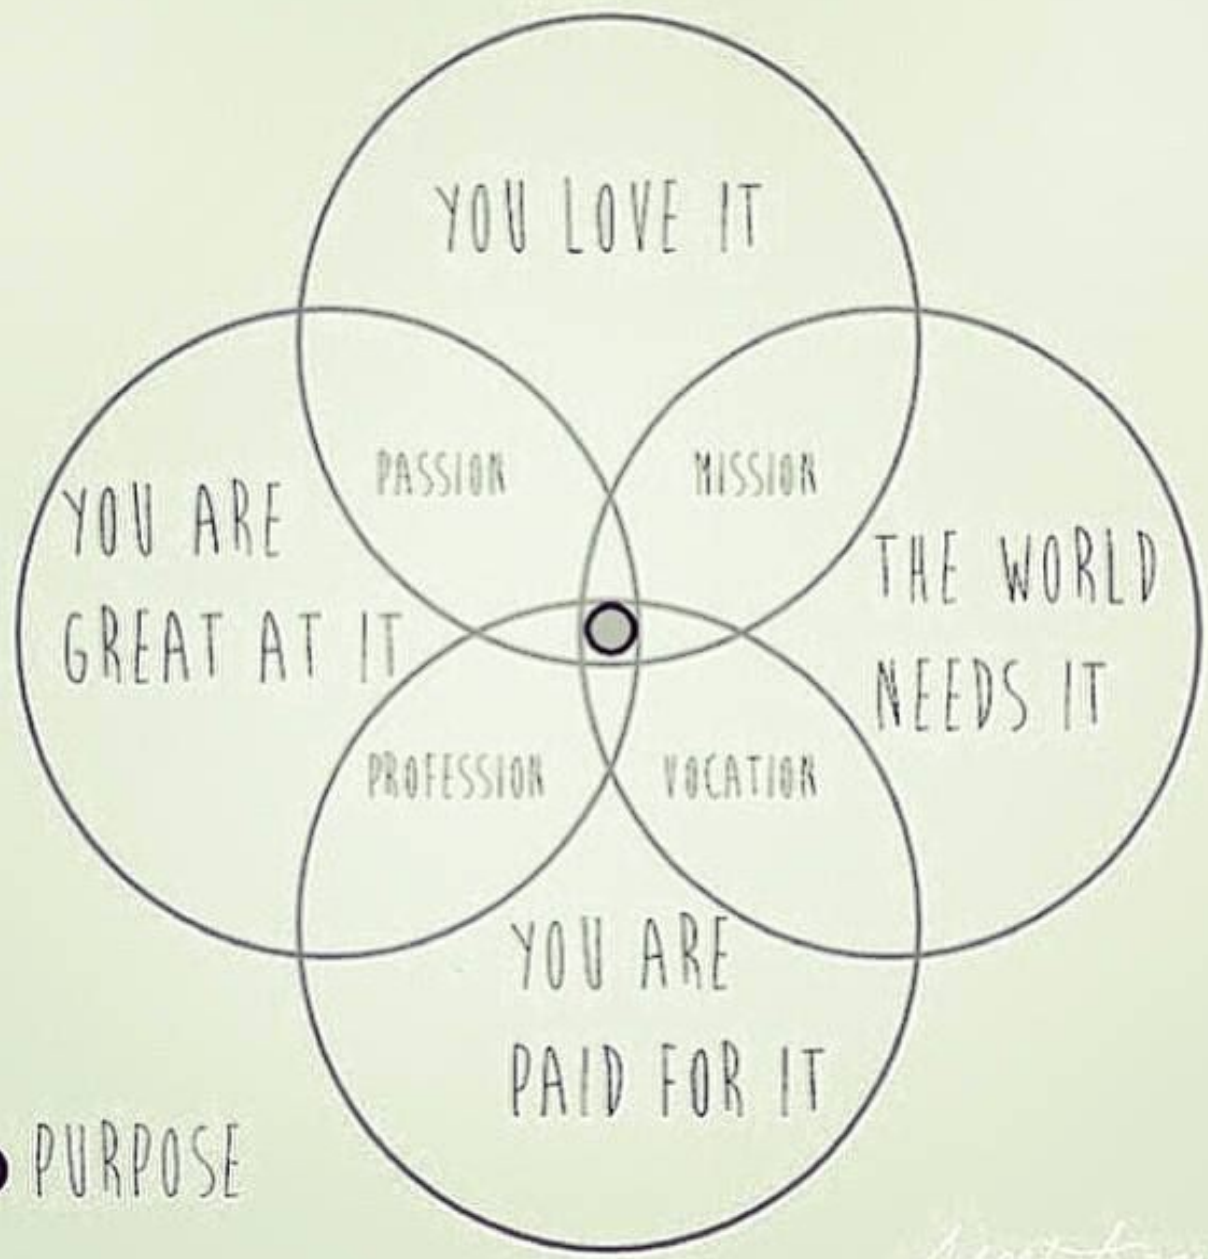 YOU LOVE IT
PASSION
MISSION
YOU ARE
GREAT AT IT
THE WORLD
NEEDS IT
PROFESSION
VOCATION
YOU ARE
PAID FOR IT
PURPOSE